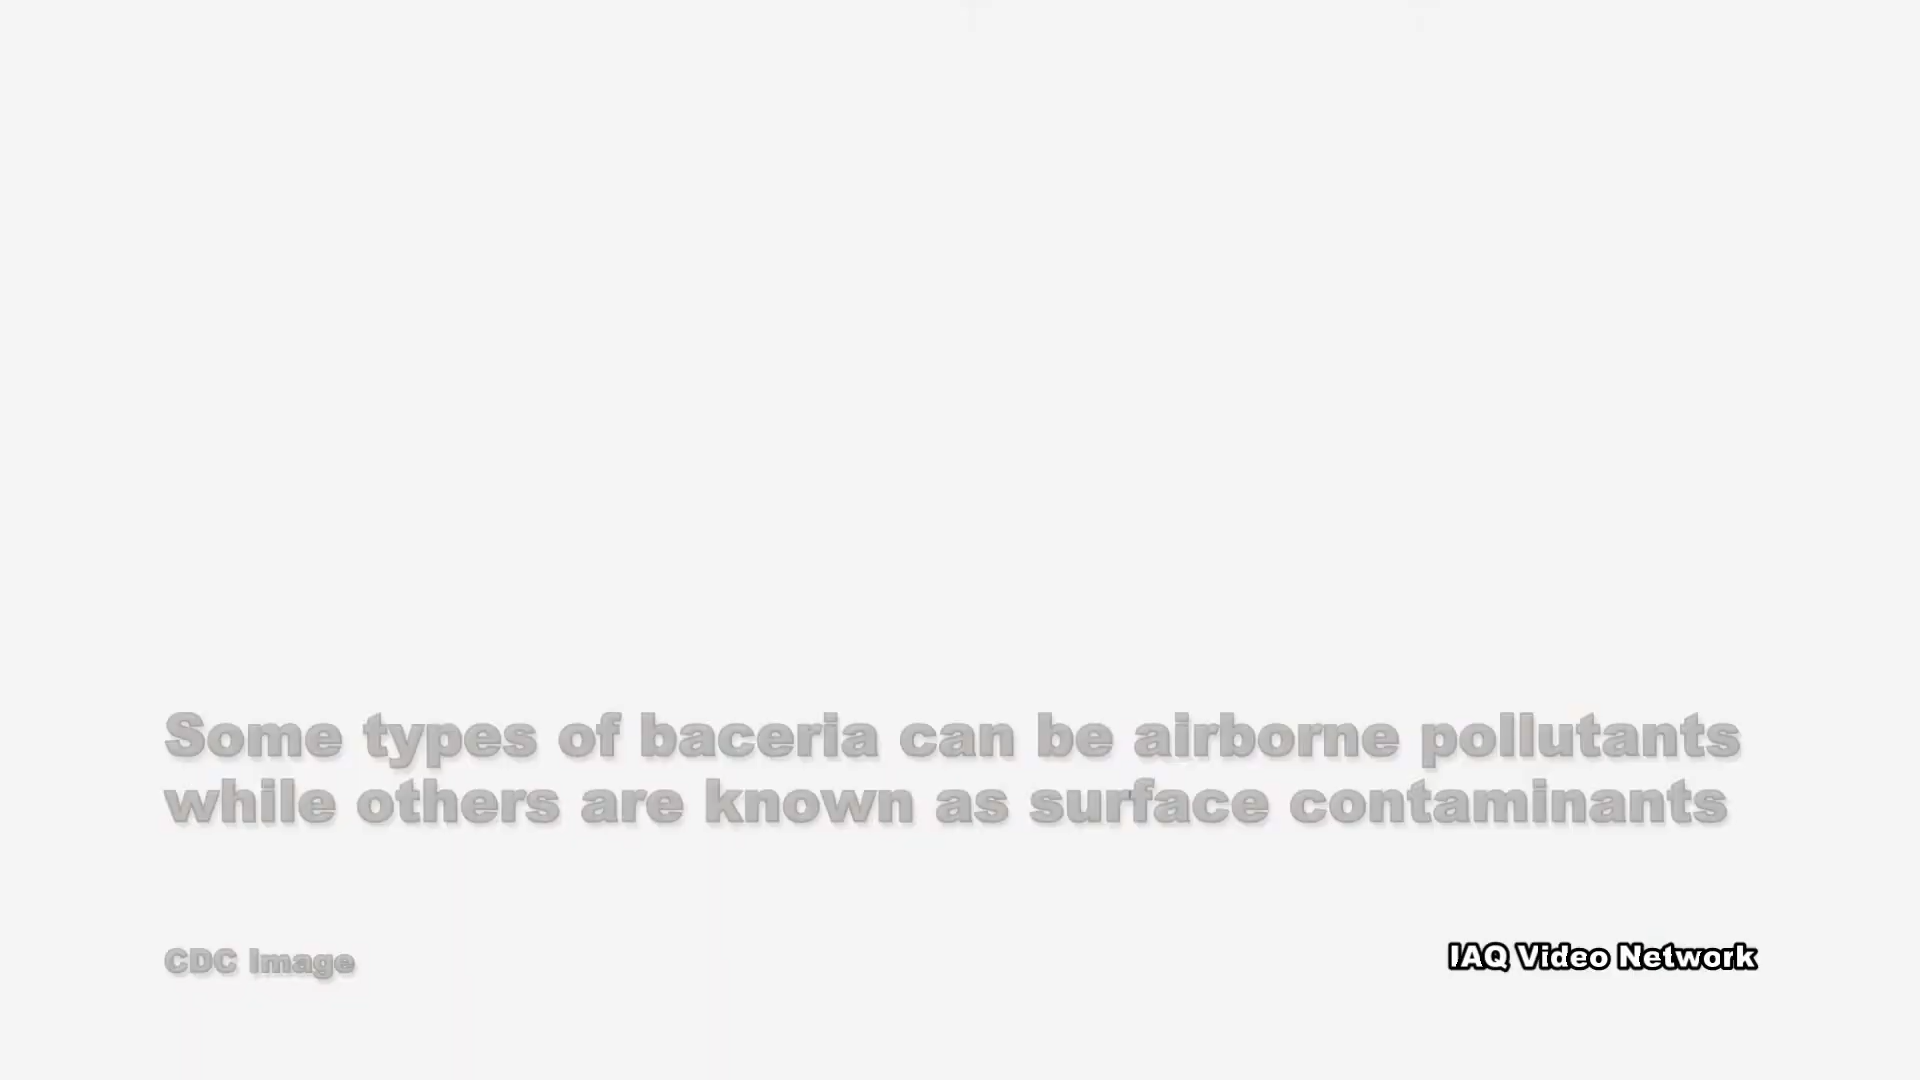 Some types of baceria can be airborne pollutants
while others are known as surface contaminants
CDC Image
IAQ Video Network